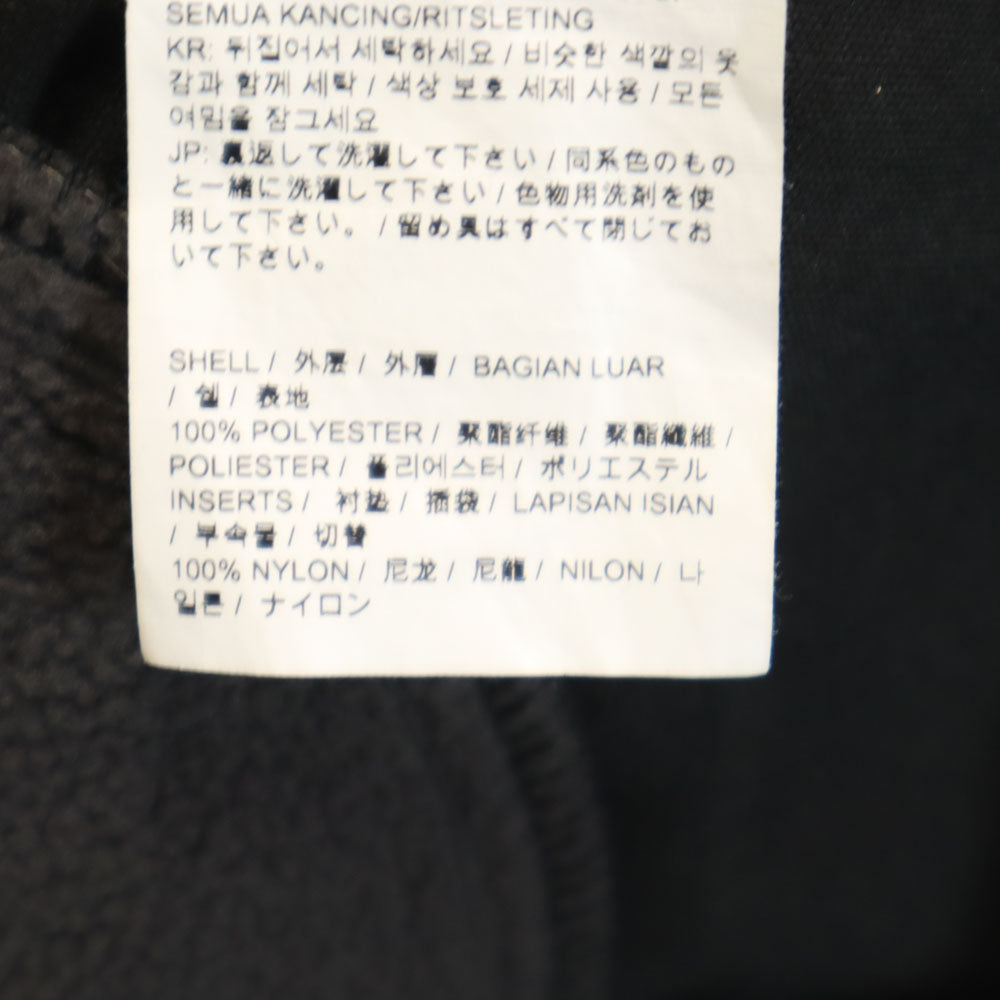 SEMUA KANCING/RITSLETING
KR: 뒤집어서 세탁하세요 / 비슷한 색깔의 옷
감과 함께 세탁 / 색상 보호 세제 사용 / 모든
여밈을 잠그세요
JP: 裏返して洗濯して下さい / 同系色のもの
と一緒に洗濯して下さい / 色物用洗剤を使
用して下さい。 / 留め具はすべて閉じてお
いて下さい。
SHELL / 外层 / 外層 / BAGIAN LUAR
/ 쉘 / 表地
100% POLYESTER / 聚酯纤维 / 聚酯纖維 /
POLIESTER / 폴리에스터 / ポリエステル
INSERTS / 衬垫 / 插袋 / LAPISAN ISIAN
/ 부속물 / 切替
100% NYLON / 尼龙 / 尼龍 / NILON / 나
일론 / ナイロン